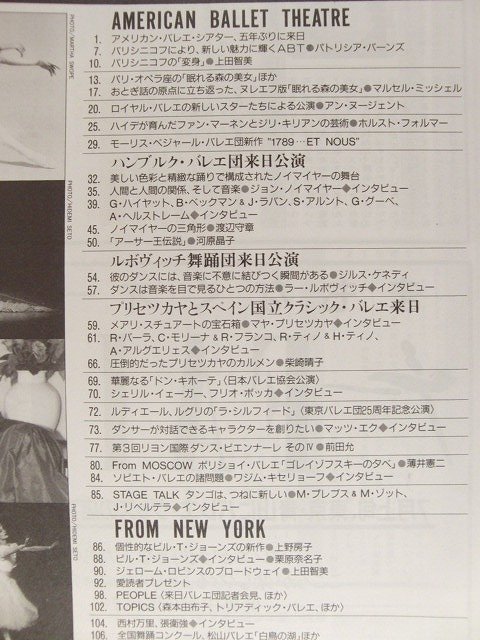 AMERICAN BALLET THEATRE
1. アメリカン・バレエ・シアター、五年ぶりに来日
7. バリシニコフにより、新しい魅力に輝くABT●パトリシア・バーンズ
10. バリシニコフの「変身」●上田智美
13. パリ・オペラ座の「眠れる森の美女」ほか
17. おとぎ話の原点に立ち返った、ヌレエフ版「眠れる森の美女」●マルセル・ミッシェル
20. ロイヤル・バレエの新しいスターたちによる公演●アン・ヌージェント
25. ハイデが育んだファン・マーネンとジリ・キリアンの芸術●ホルスト・フォルマー
29. モーリス・ベジャール・バレエ団新作 "1789…ET NOUS"
ハンブルク・バレエ団来日公演
32. 美しい色彩と精緻な踊りで構成されたノイマイヤーの舞台
35. 人間と人間の関係、そして音楽●ジョン・ノイマイヤー◆インタビュー
39. G・ハイヤット、B・ベックマン&J・ラバン、S・アルント、G・グーベ、
A・ヘルストレーム◆インタビュー
45. ノイマイヤーの三角形●渡辺守章
50. 「アーサー王伝説」●河原晶子
ルボヴィッチ舞踊団来日公演
54. 彼のダンスには、音楽に不意に結びつく瞬間がある●ジルス・ケネディ
57. ダンスは音楽を目で見るひとつの方法●ラー・ルボヴィッチ◆インタビュー
プリセツカヤとスペイン国立クラシック・バレエ来日
59. メアリ・スチュアートの宝石箱●マヤ・プリセツカヤ◆インタビュー
61. R・バーラ、C・モリーナ&R・フランコ、R・ティノ&H・ティノ、
A・アルグエリェス◆インタビュー
66. 圧倒的だったプリセツカヤのカルメン●柴崎晴子
69. 華麗なる「ドン・キホーテ」〈日本バレエ協会公演〉
70. シェリル・イェーガー、フリオ・ボッカ◆インタビュー
72. ルディエール、ルグリの「ラ・シルフィード」〈東京バレエ団25周年記念公演〉
73. ダンサーが対話できるキャラクターを創りたい●マッツ・エク◆インタビュー
77. 第3回リヨン国際ダンス・ビエンナーレ そのⅣ●前田允
80. From MOSCOW ボリショイ・バレエ「ゴレイゾフスキーの夕べ」●薄井憲二
84. ソビエト・バレエの諸問題●ワジム・キセリョーフ◆インタビュー
85. STAGE TALK タンゴは、つねに新しい●M・プレブス&M・ゾット、
J・リベルテラ◆インタビュー
FROM NEW YORK
86. 個性的なビル・T・ジョーンズの新作●上野房子
88. ビル・T・ジョーンズ◆インタビュー●栗原奈名子
90. ジェローム・ロビンスのブロードウェイ●上田智美
92. 愛読者プレゼント
98. PEOPLE〈来日バレエ団記者会見、ほか〉
102. TOPICS〈森本由布子、トリアディック・バレエ、ほか〉
104. 西村万里、張衛強◆インタビュー
106. 全国舞踊コンクール、松山バレエ「白鳥の湖」ほか
PHOTO/MARTHA SWOPE
PHOTO/HIDEMI SETO
PHOTO/HIDEMI SETO